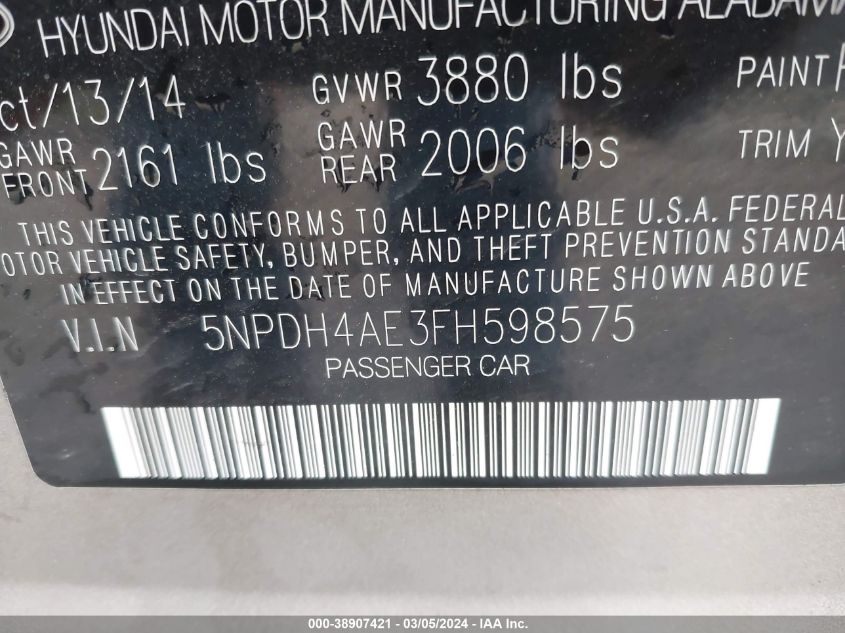 HYUNDAI MOTOR MANUFACTURING ALABAMA
ct/13/14 GVWR 3880 lbs PAINT
GAWR FRONT 2161 lbs GAWR REAR 2006 lbs TRIM Y
THIS VEHICLE CONFORMS TO ALL APPLICABLE U.S.A. FEDERAL
OTOR VEHICLE SAFETY, BUMPER, AND THEFT PREVENTION STANDA
IN EFFECT ON THE DATE OF MANUFACTURE SHOWN ABOVE
V.I.N 5NPDH4AE3FH598575
PASSENGER CAR
000-38907421 - 03/05/2024 - IAA Inc.